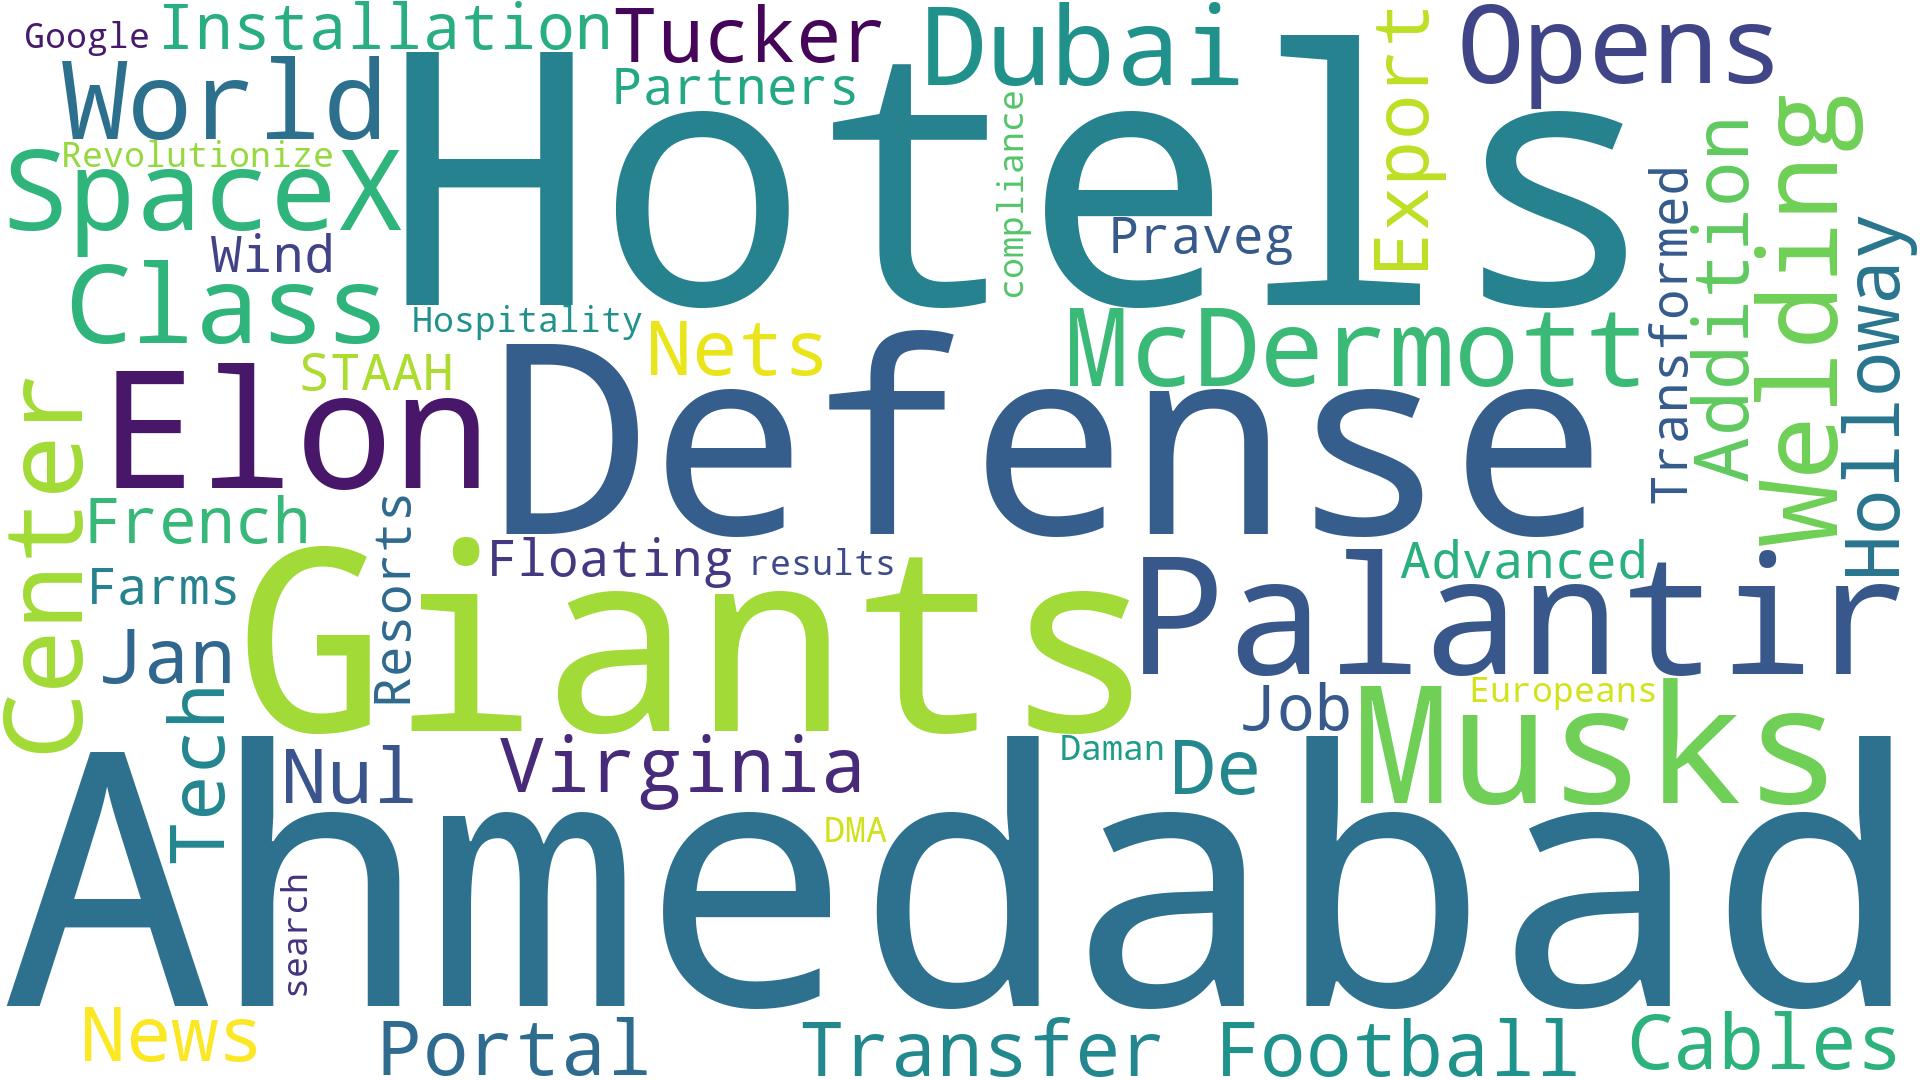 Google
Installation
Tucker
Dubai
Export
Opens
World
Hotels
Partners
compliance
Revolutionize
SpaceX
Praveg
Transformed
Addition
Welding
Holloway
Wind
Class
Hospitality
Nets
McDermott
STAAH
Elon
Defense
Center
French
Resorts
Floating
results
Advanced
Farms
Giants
Palantir
Jan
Tech
Job
Musks
Europeans
Nul
Virginia
Daman
De
DMA
Ahmedabad
search
News
Portal
Transfer
Football
Cables